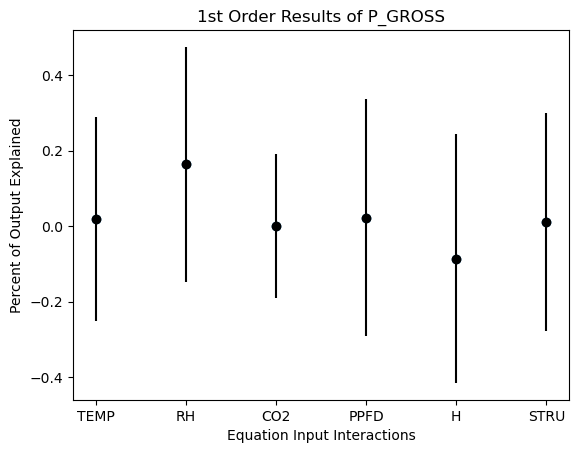 1st Order Results of P_GROSS
Percent of Output Explained
0.4
0.2
0.0
−0.2
−0.4
TEMP RH CO2 PPFD H STRU
Equation Input Interactions